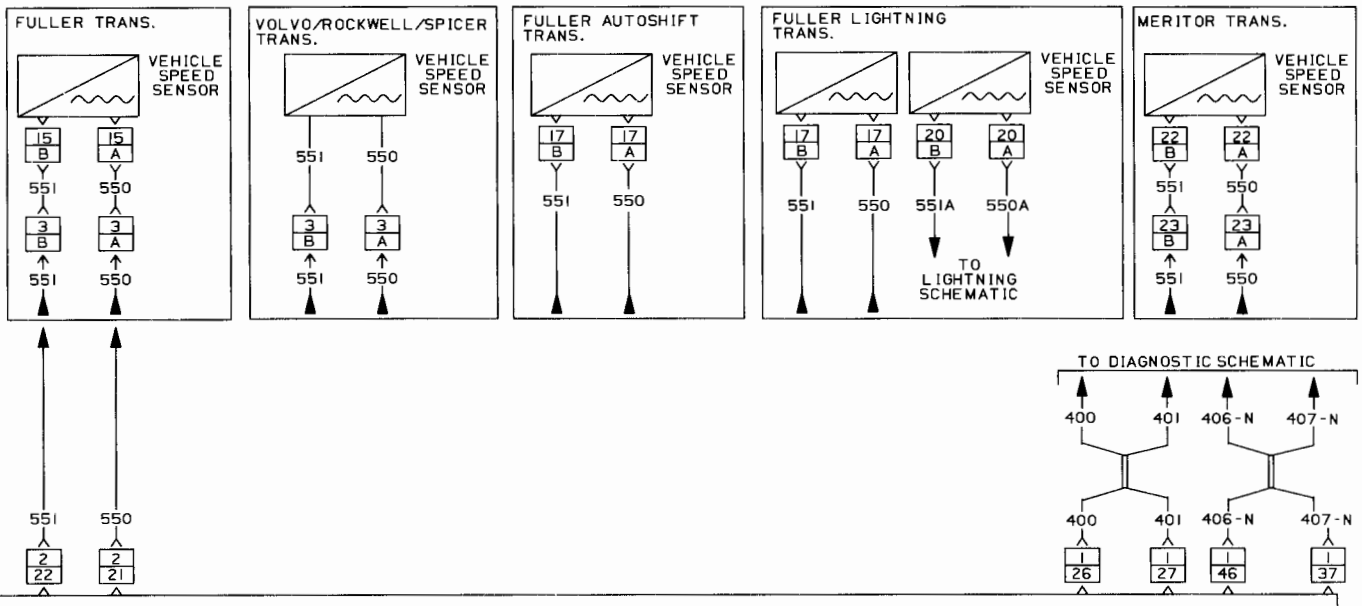 FULLER TRANS.
VEHICLE
SPEED
SENSOR
15
B
15
A
551
550
3
B
3
A
551
550
VOLVO/ROCKWELL/SPICER
TRANS.
VEHICLE
SPEED
SENSOR
551
550
3
B
3
A
551
550
FULLER AUTOSHIFT
TRANS.
VEHICLE
SPEED
SENSOR
17
B
17
A
551
550
FULLER LIGHTNING
TRANS.
VEHICLE
SPEED
SENSOR
17
B
17
A
20
B
20
A
551
550
551A
550A
TO
LIGHTNING
SCHEMATIC
MERITOR TRANS.
VEHICLE
SPEED
SENSOR
22
B
22
A
551
550
23
B
23
A
551
550
551
550
2
22
2
21
TO DIAGNOSTIC SCHEMATIC
400
401
406-N
407-N
400
401
406-N
407-N
1
26
1
27
1
46
1
37